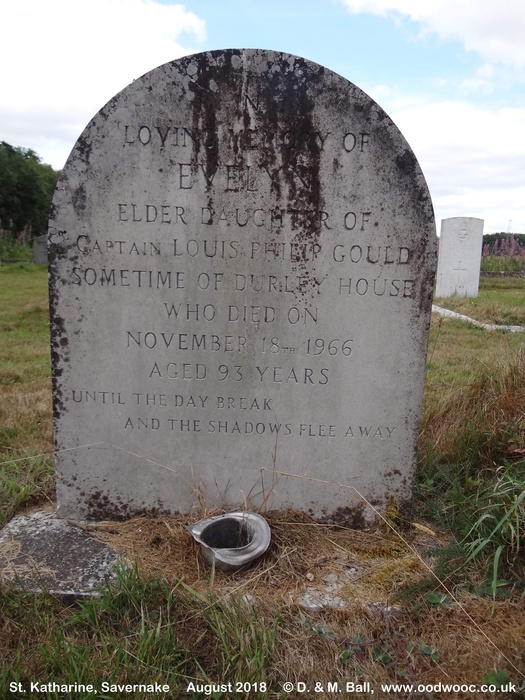 IN
LOVING MEMORY OF
EVELYN
ELDER DAUGHTER OF
CAPTAIN LOUIS PHILIP GOULD
SOMETIME OF DURLEY HOUSE
WHO DIED ON
NOVEMBER 18TH 1966
AGED 93 YEARS
UNTIL THE DAY BREAK
AND THE SHADOWS FLEE AWAY
St. Katharine, Savernake August 2018 © D. & M. Ball, www.oodwooc.co.uk